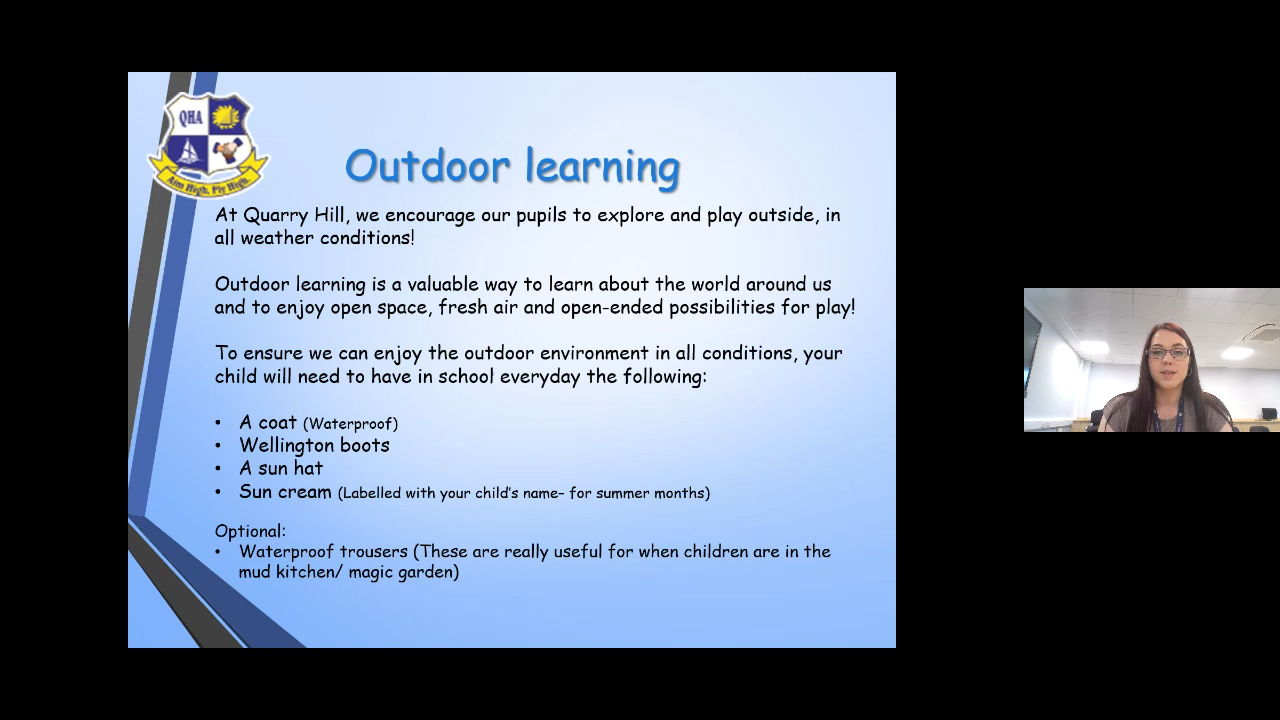 QHA
Aim High, Fly High.
Outdoor learning
At Quarry Hill, we encourage our pupils to explore and play outside, in
all weather conditions!
Outdoor learning is a valuable way to learn about the world around us
and to enjoy open space, fresh air and open-ended possibilities for play!
To ensure we can enjoy the outdoor environment in all conditions, your
child will need to have in school everyday the following:
• A coat (Waterproof)
• Wellington boots
• A sun hat
• Sun cream (Labelled with your child's name– for summer months)
Optional:
• Waterproof trousers (These are really useful for when children are in the
mud kitchen/ magic garden)